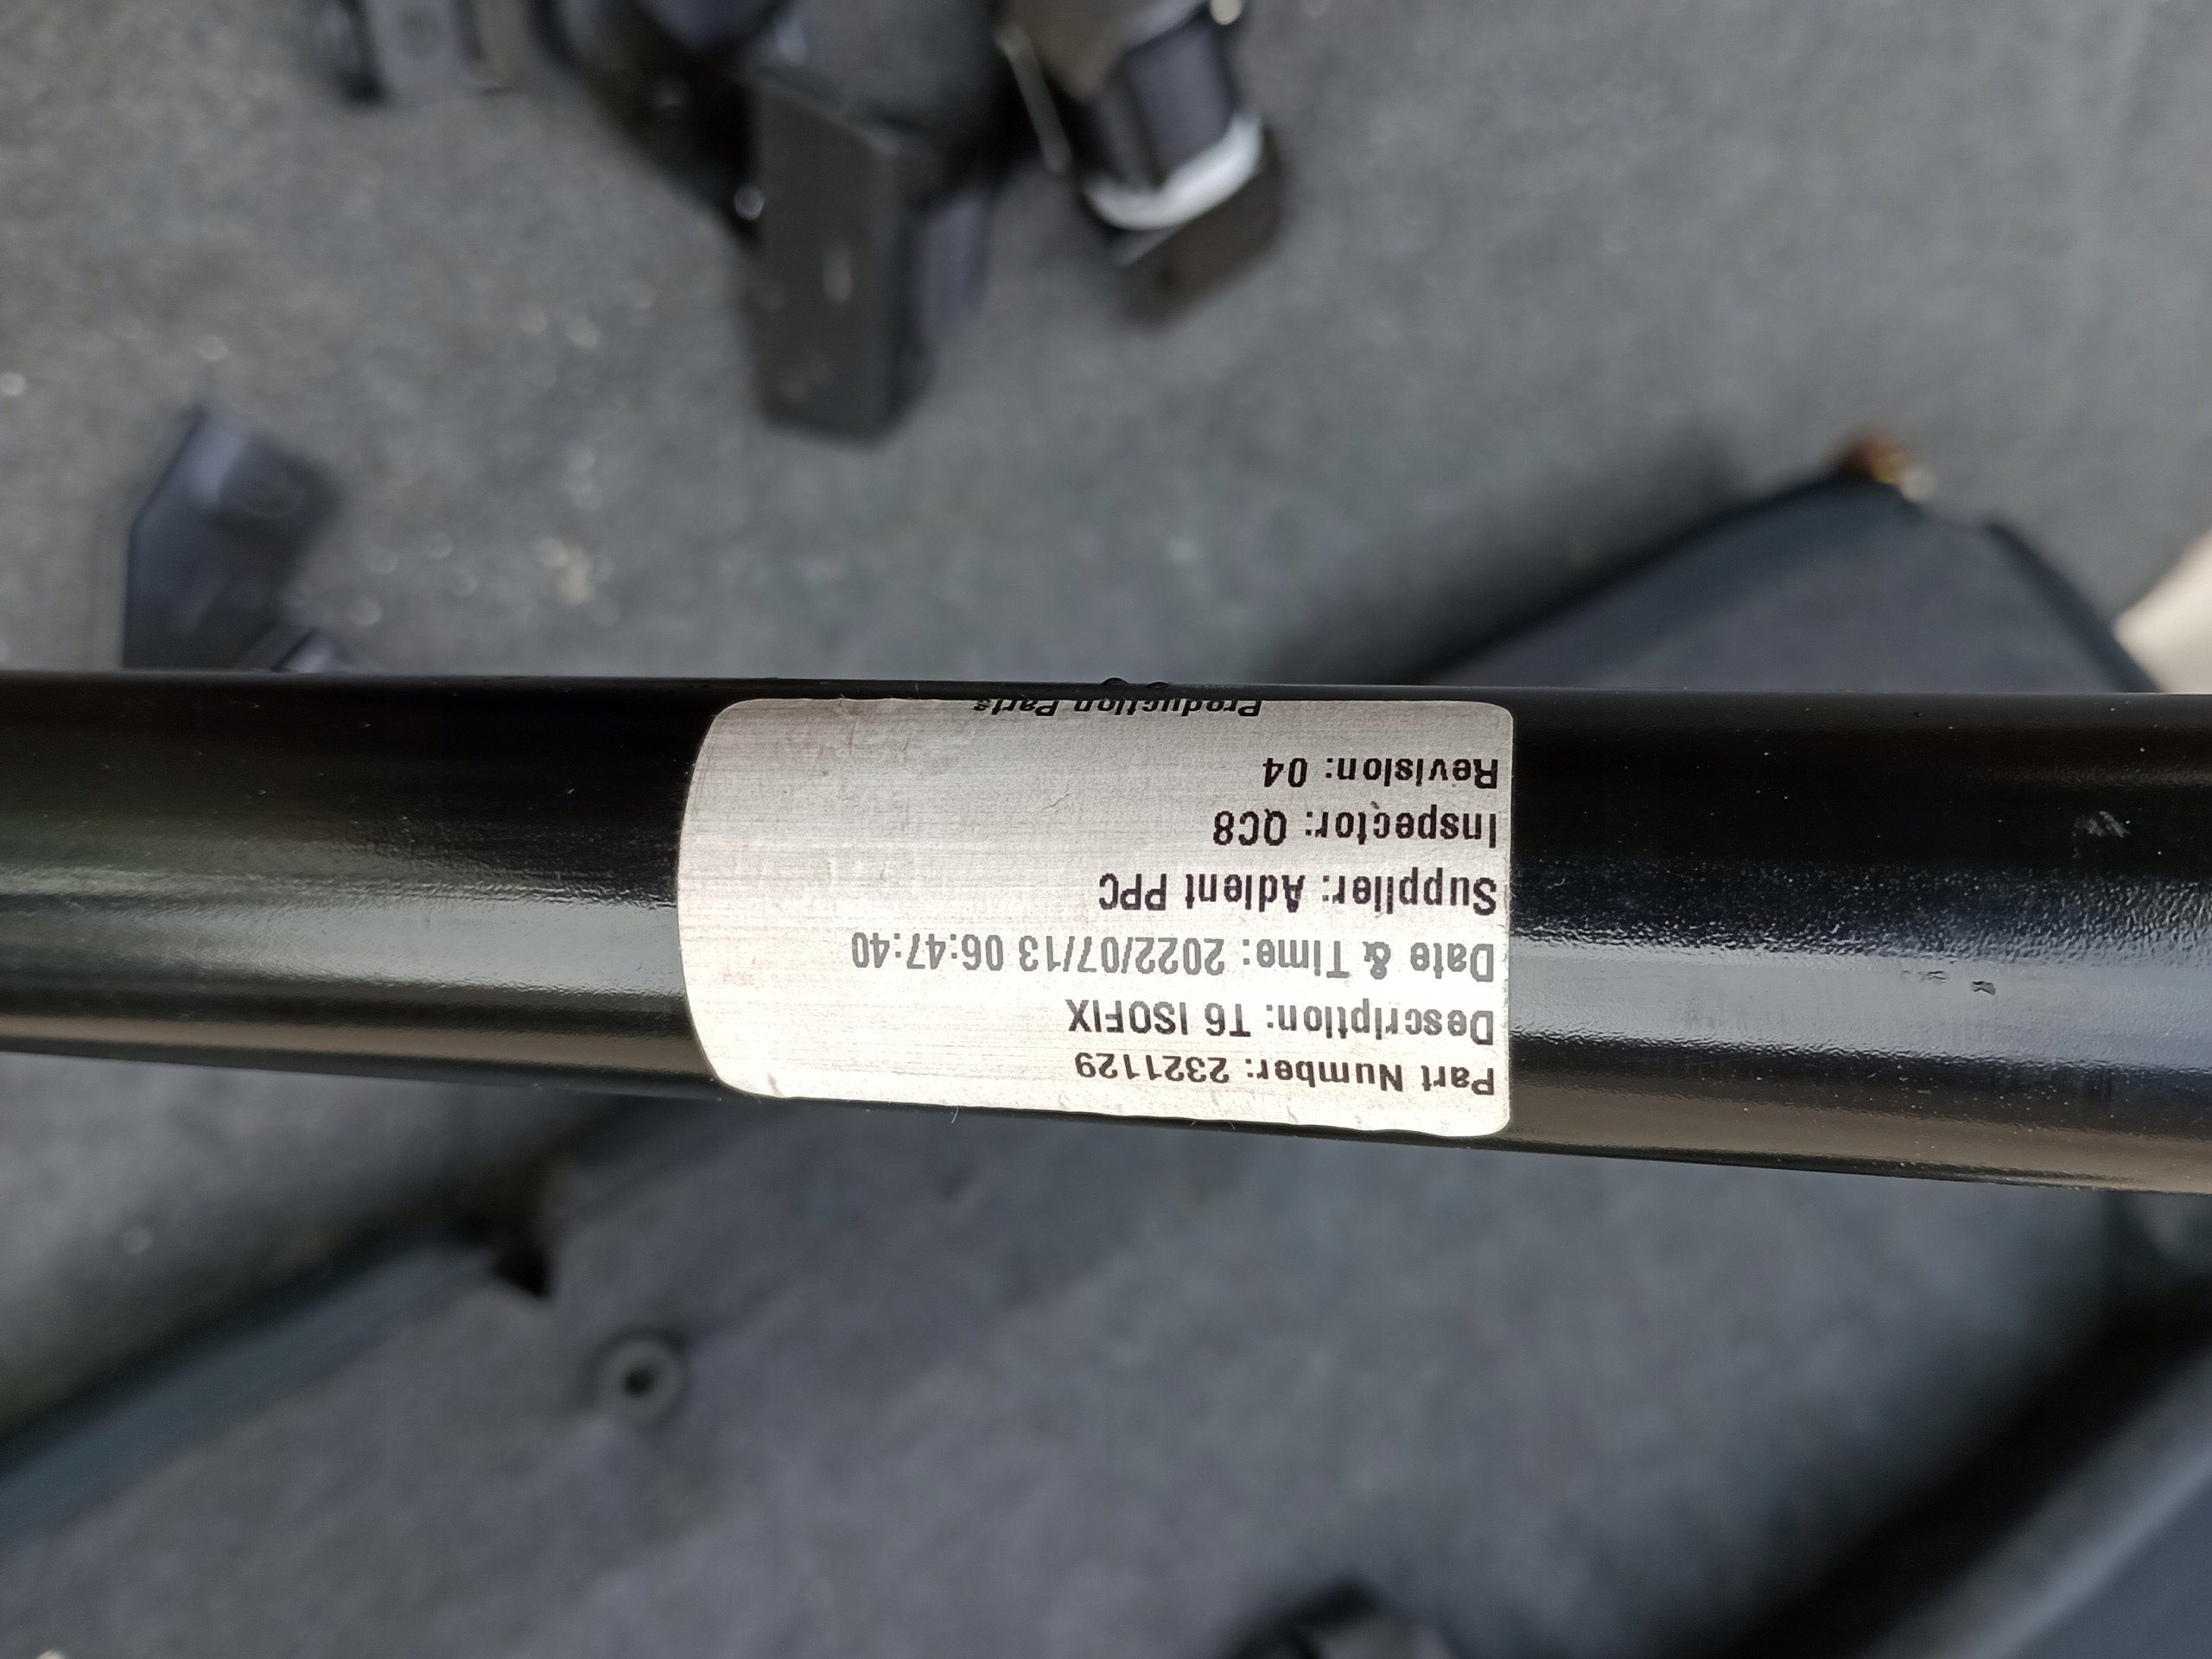 Part Number: 2321129
Description: T6 ISOFIX
Date & Time: 2022/07/13 06:47:40
Supplier: Adient PPC
Inspector: QC8
Revision: 04
Production Parts